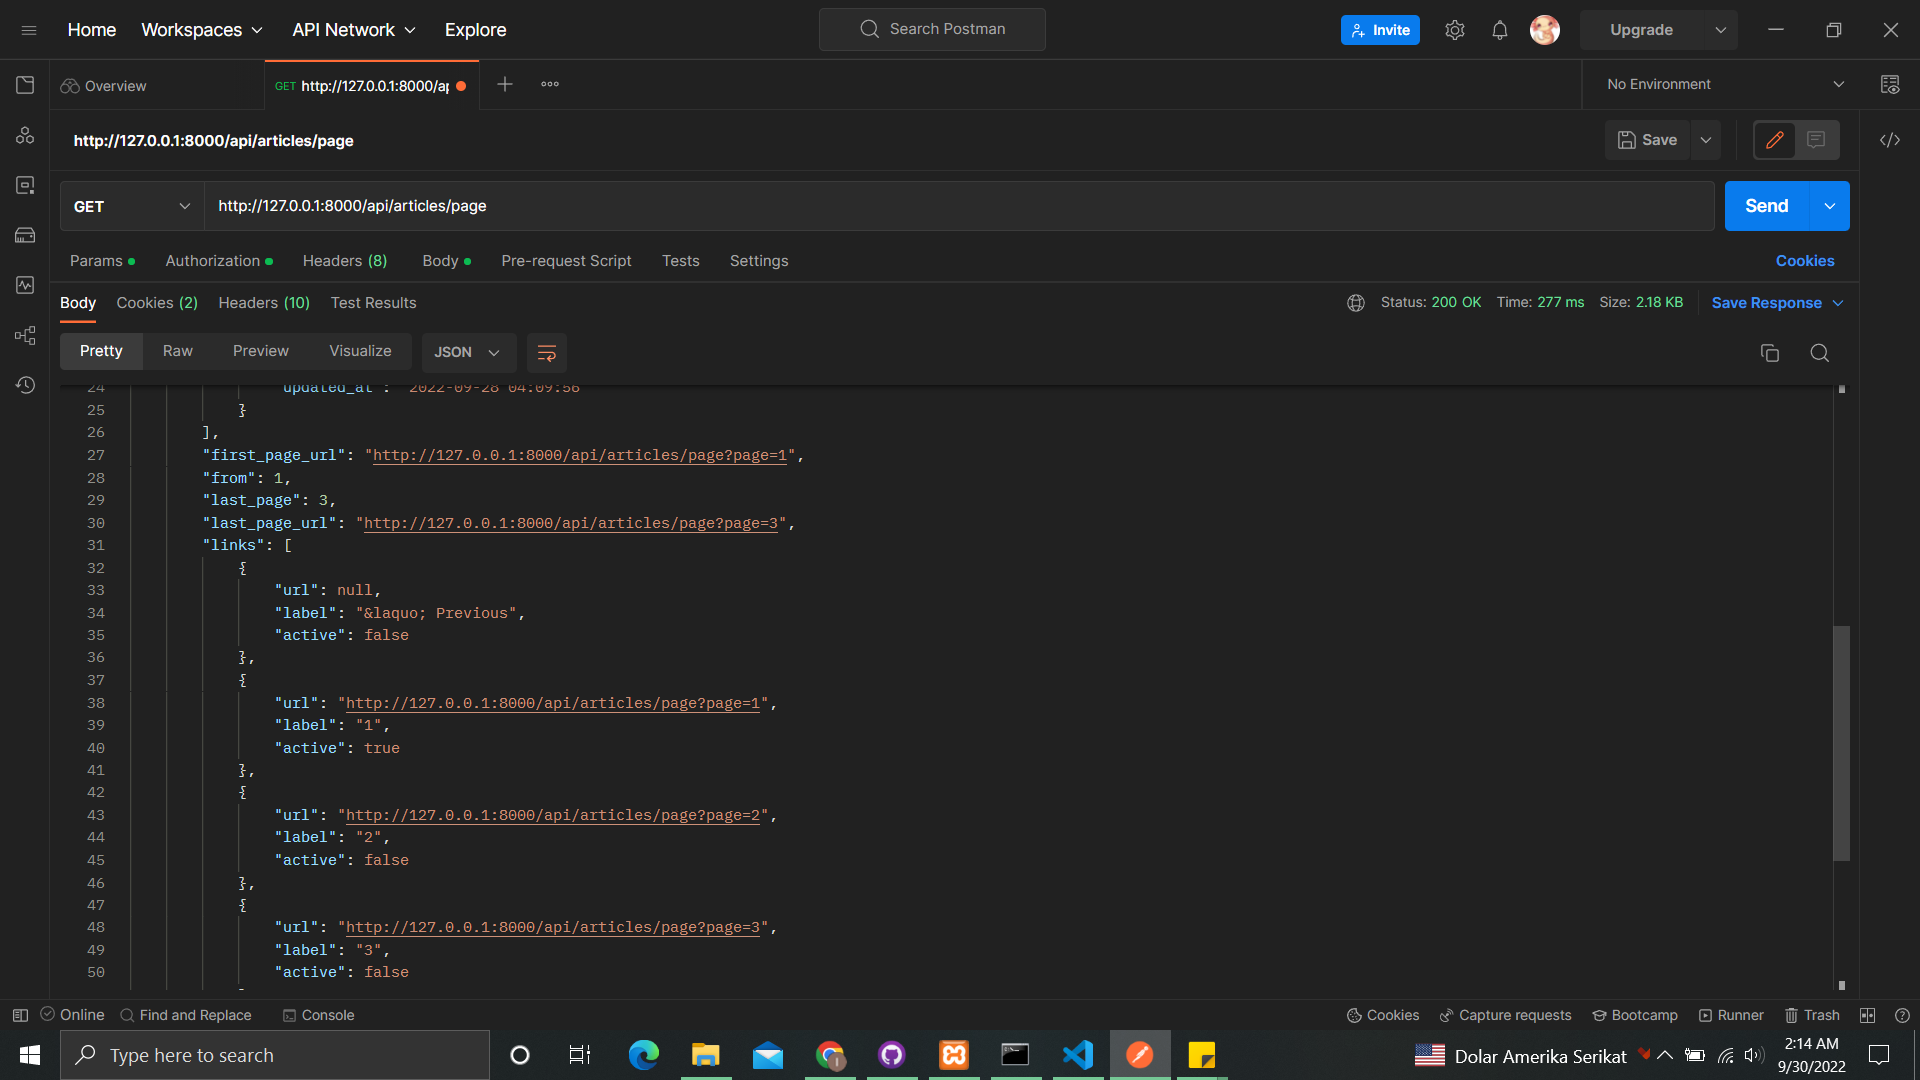 Home Workspaces API Network Explore Search Postman Invite Upgrade
Overview GET http://127.0.0.1:8000/ap No Environment
http://127.0.0.1:8000/api/articles/page Save
GET http://127.0.0.1:8000/api/articles/page Send
Params Authorization Headers (8) Body Pre-request Script Tests Settings Cookies
Body Cookies (2) Headers (10) Test Results Status: 200 OK Time: 277 ms Size: 2.18 KB Save Response
Pretty Raw Preview Visualize JSON
24 "updated_at": "2022-09-28 04:09:56"
25 }
26 ],
27 "first_page_url": "http://127.0.0.1:8000/api/articles/page?page=1",
28 "from": 1,
29 "last_page": 3,
30 "last_page_url": "http://127.0.0.1:8000/api/articles/page?page=3",
31 "links": [
32 {
33 "url": null,
34 "label": "&laquo; Previous",
35 "active": false
36 },
37 {
38 "url": "http://127.0.0.1:8000/api/articles/page?page=1",
39 "label": "1",
40 "active": true
41 },
42 {
43 "url": "http://127.0.0.1:8000/api/articles/page?page=2",
44 "label": "2",
45 "active": false
46 },
47 {
48 "url": "http://127.0.0.1:8000/api/articles/page?page=3",
49 "label": "3",
50 "active": false
Online Find and Replace Console Cookies Capture requests Bootcamp Runner Trash
Type here to search Dolar Amerika Serikat 2:14 AM
9/30/2022